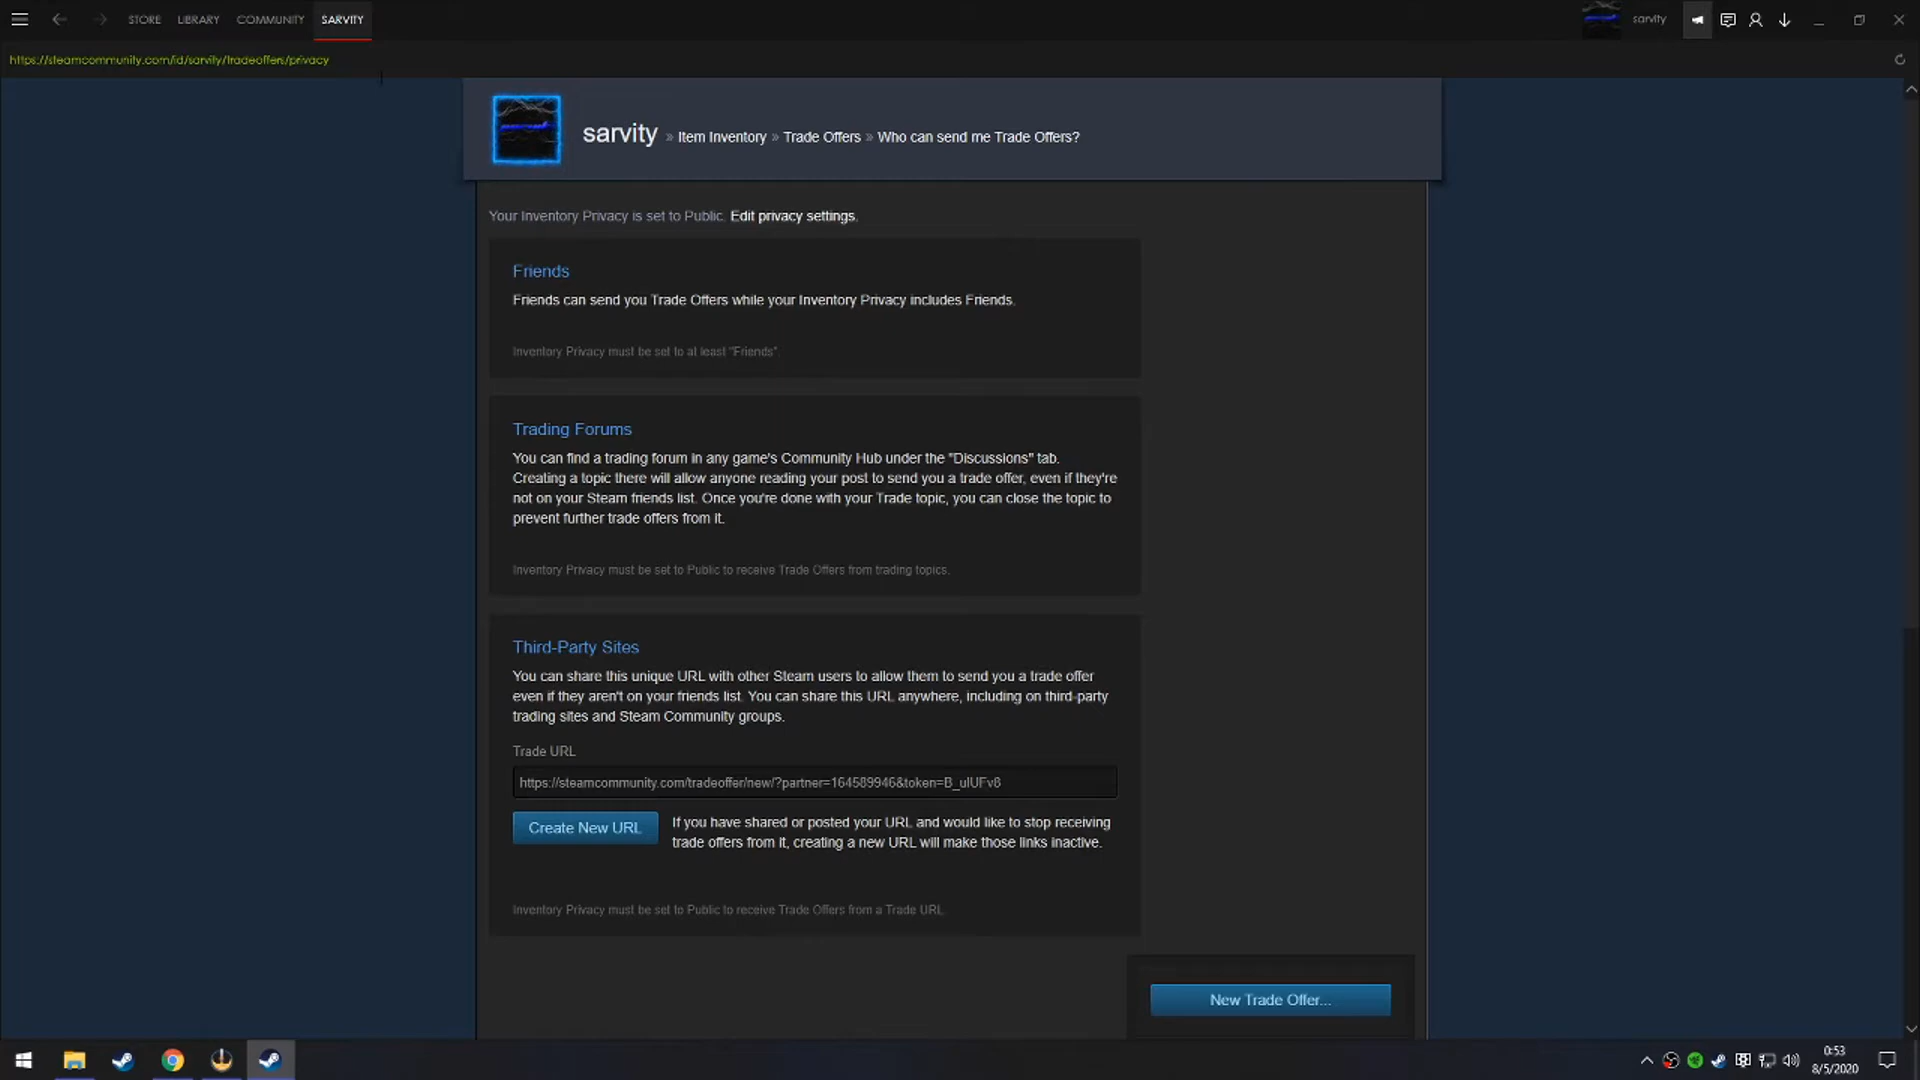 STORE LIBRARY COMMUNITY SARVITY sarvity
https://steamcommunity.com/id/sarvity/tradeoffers/privacy
sarvity » Item Inventory » Trade Offers » Who can send me Trade Offers?
Your Inventory Privacy is set to Public. Edit privacy settings.
Friends
Friends can send you Trade Offers while your Inventory Privacy includes Friends.
Inventory Privacy must be set to at least "Friends".
Trading Forums
You can find a trading forum in any game's Community Hub under the "Discussions" tab.
Creating a topic there will allow anyone reading your post to send you a trade offer, even if they're
not on your Steam friends list. Once you're done with your Trade topic, you can close the topic to
prevent further trade offers from it.
Inventory Privacy must be set to Public to receive Trade Offers from trading topics.
Third-Party Sites
You can share this unique URL with other Steam users to allow them to send you a trade offer
even if they aren't on your friends list. You can share this URL anywhere, including on third-party
trading sites and Steam Community groups.
Trade URL
https://steamcommunity.com/tradeoffer/new/?partner=164589946&token=B_ulUFv8
Create New URL
If you have shared or posted your URL and would like to stop receiving
trade offers from it, creating a new URL will make those links inactive.
Inventory Privacy must be set to Public to receive Trade Offers from a Trade URL
New Trade Offer...
0:53
8/5/2020